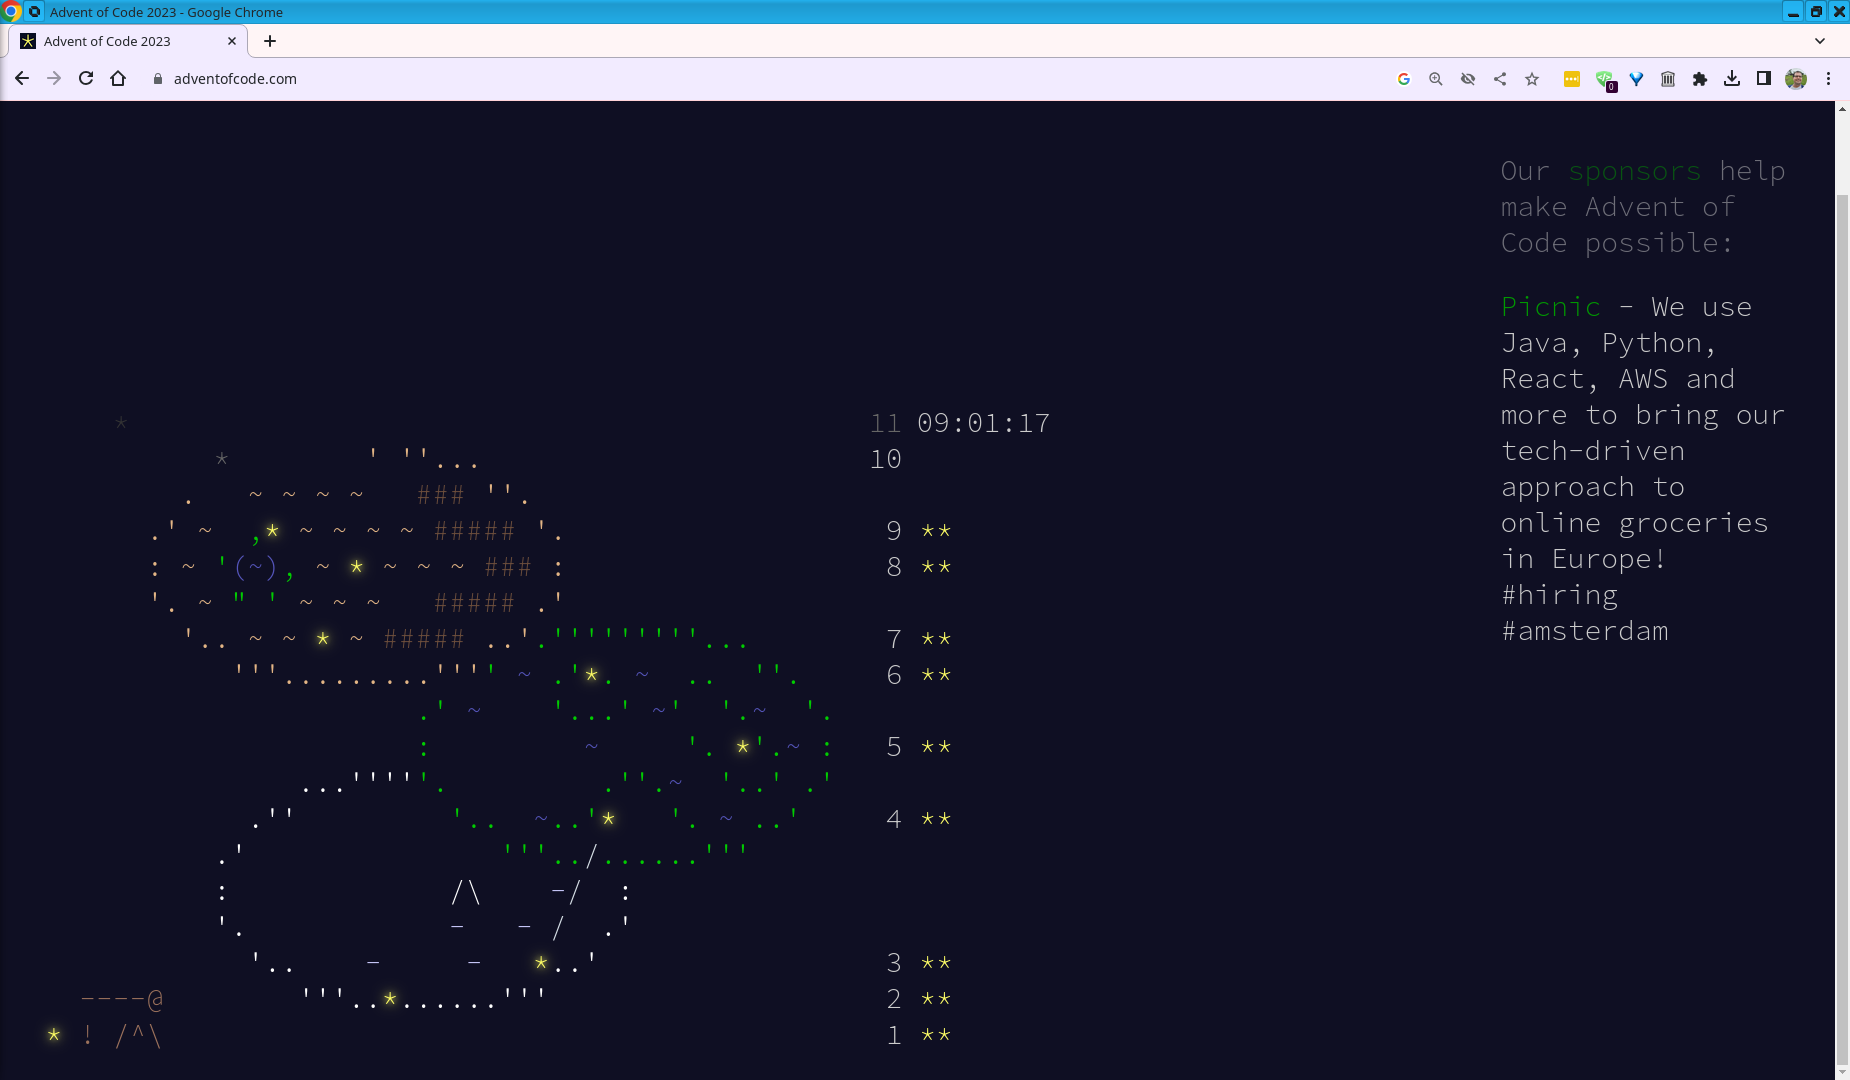 Advent of Code 2023 - Google Chrome
Advent of Code 2023
adventofcode.com
0
Our sponsors help
make Advent of
Code possible:
Picnic - We use
Java, Python,
React, AWS and
more to bring our
tech-driven
approach to
online groceries
in Europe!
#hiring
#amsterdam
11 09:01:17
10
9 **
8 **
7 **
6 **
5 **
4 **
3 **
2 **
1 **